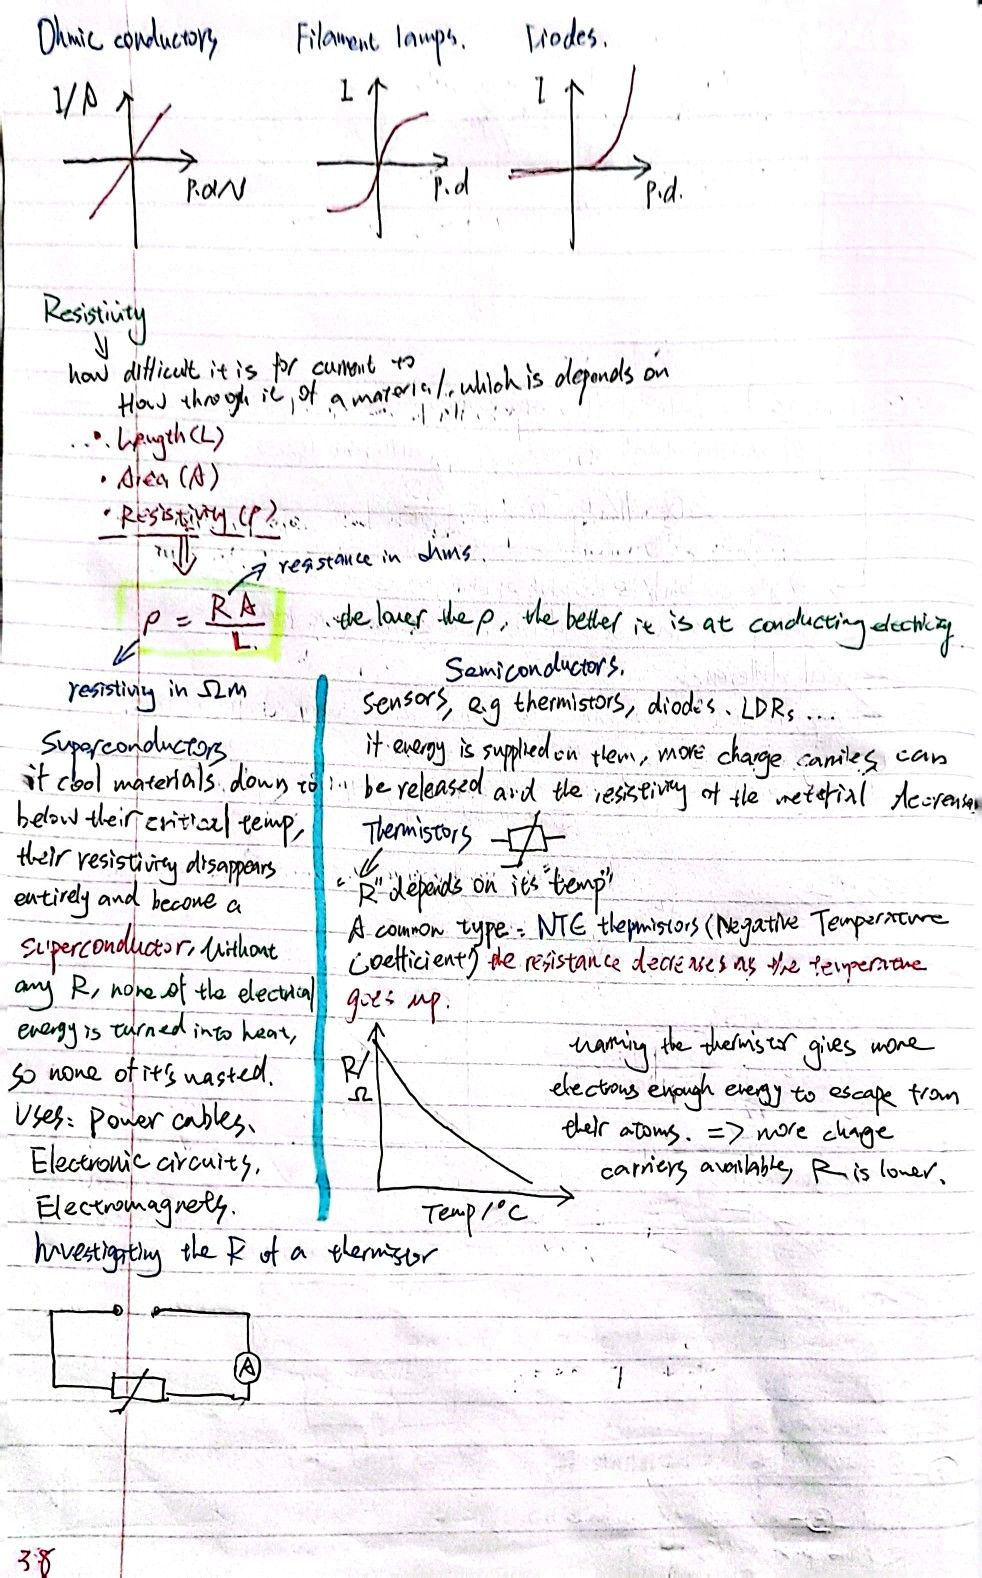 Ohmic conductors Filament lamps. Diodes.
I/A I I
P.d/V P.d P.d.
Resistivity
how difficult it is for current to
flow through it, of a material, which is depends on
• Length (L)
• Area (A)
• Resistivity (ρ)
resistance in ohms.
ρ = RA/L. the lower the ρ, the better it is at conducting electricity
resistivity in Ωm
Superconductors
if cool materials down to
below their critical temp,
their resistivity disappears
entirely and become a
superconductor, without
any R, none of the electrical
energy is turned into heat,
so none of it's wasted.
Uses: Power cables,
Electronic circuits,
Electromagnets.
Semiconductors.
sensors, e.g thermistors, diodes, LDRs ...
if energy is supplied on them, more charge carriers can
be released and the resistivity of the material decreases
Thermistors
"R" depends on its "temp"
A common type: NTC thermistors (Negative Temperature
Coefficient) the resistance decreases as the temperature
goes up.
R/
Ω
Temp/°C
warming the thermistor gives more
electrons enough energy to escape from
their atoms. => more charge
carriers available, R is lower.
Investigating the R of a thermistor
A
38